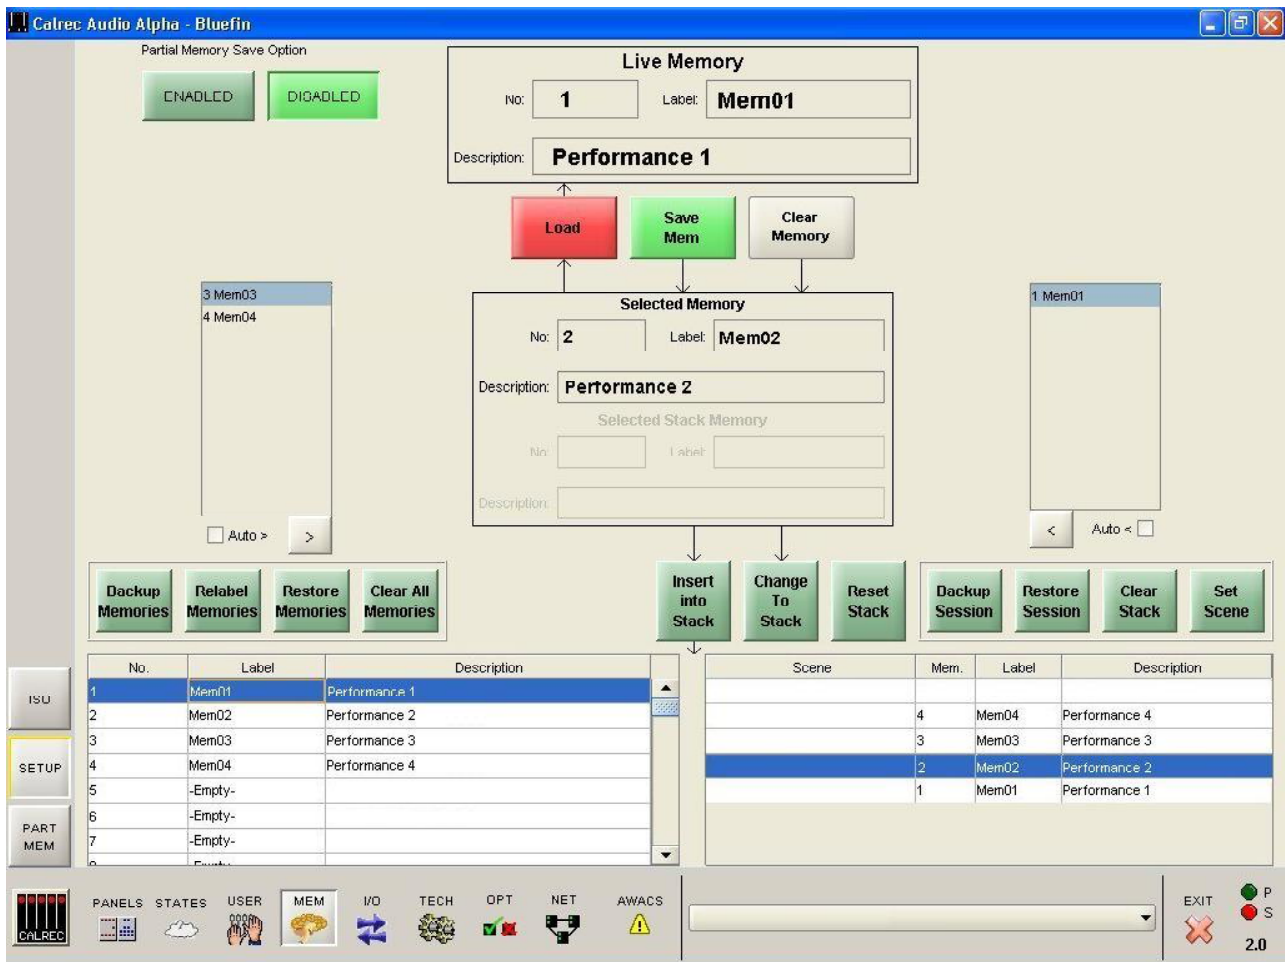 Calrec Audio Alpha - Bluefin
Partial Memory Save Option
ENABLED DISABLED
Live Memory
No: 1 Label: Mem01
Description: Performance 1
Load
Save Mem
Clear Memory
3 Mem03
4 Mem04
Auto > >
Selected Memory
No: 2 Label: Mem02
Description: Performance 2
Selected Stack Memory
No: Label:
Description:
1 Mem01
< Auto <
Backup Memories
Relabel Memories
Restore Memories
Clear All Memories
Insert into Stack
Change To Stack
Reset Stack
Backup Session
Restore Session
Clear Stack
Set Scene
No. Label Description
1 Mem01 Performance 1
2 Mem02 Performance 2
3 Mem03 Performance 3
4 Mem04 Performance 4
5 -Empty-
6 -Empty-
7 -Empty-
Scene Mem. Label Description
4 Mem04 Performance 4
3 Mem03 Performance 3
2 Mem02 Performance 2
1 Mem01 Performance 1
ISO
SETUP
PART MEM
CALREC
PANELS STATES USER MEM I/O TECH OPT NET AWACS
EXIT
P
S
2.0